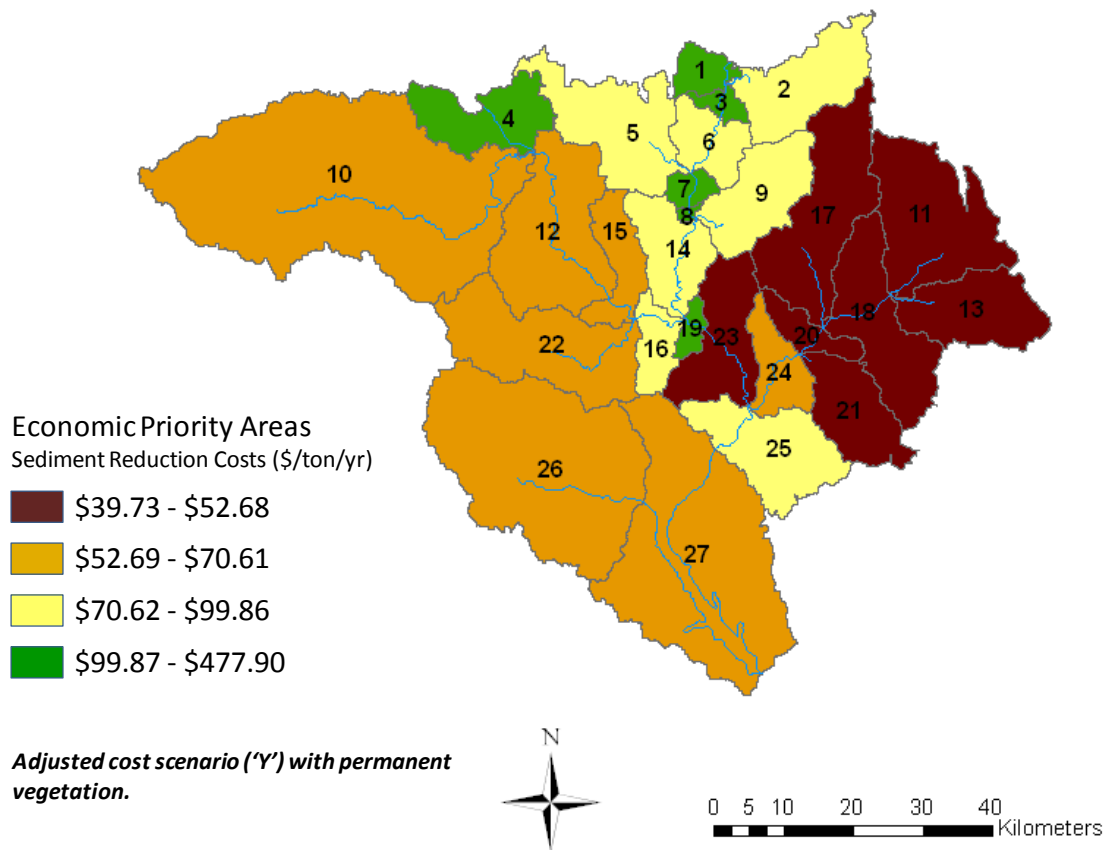 1
2
3
4
5
6
7
8
9
10
11
12
13
14
15
16
17
18
19
20
21
22
23
24
25
26
27
Economic Priority Areas
Sediment Reduction Costs ($/ton/yr)
$39.73 - $52.68
$52.69 - $70.61
$70.62 - $99.86
$99.87 - $477.90
Adjusted cost scenario (‘Y’) with permanent
vegetation.
N
0 5 10 20 30 40
Kilometers